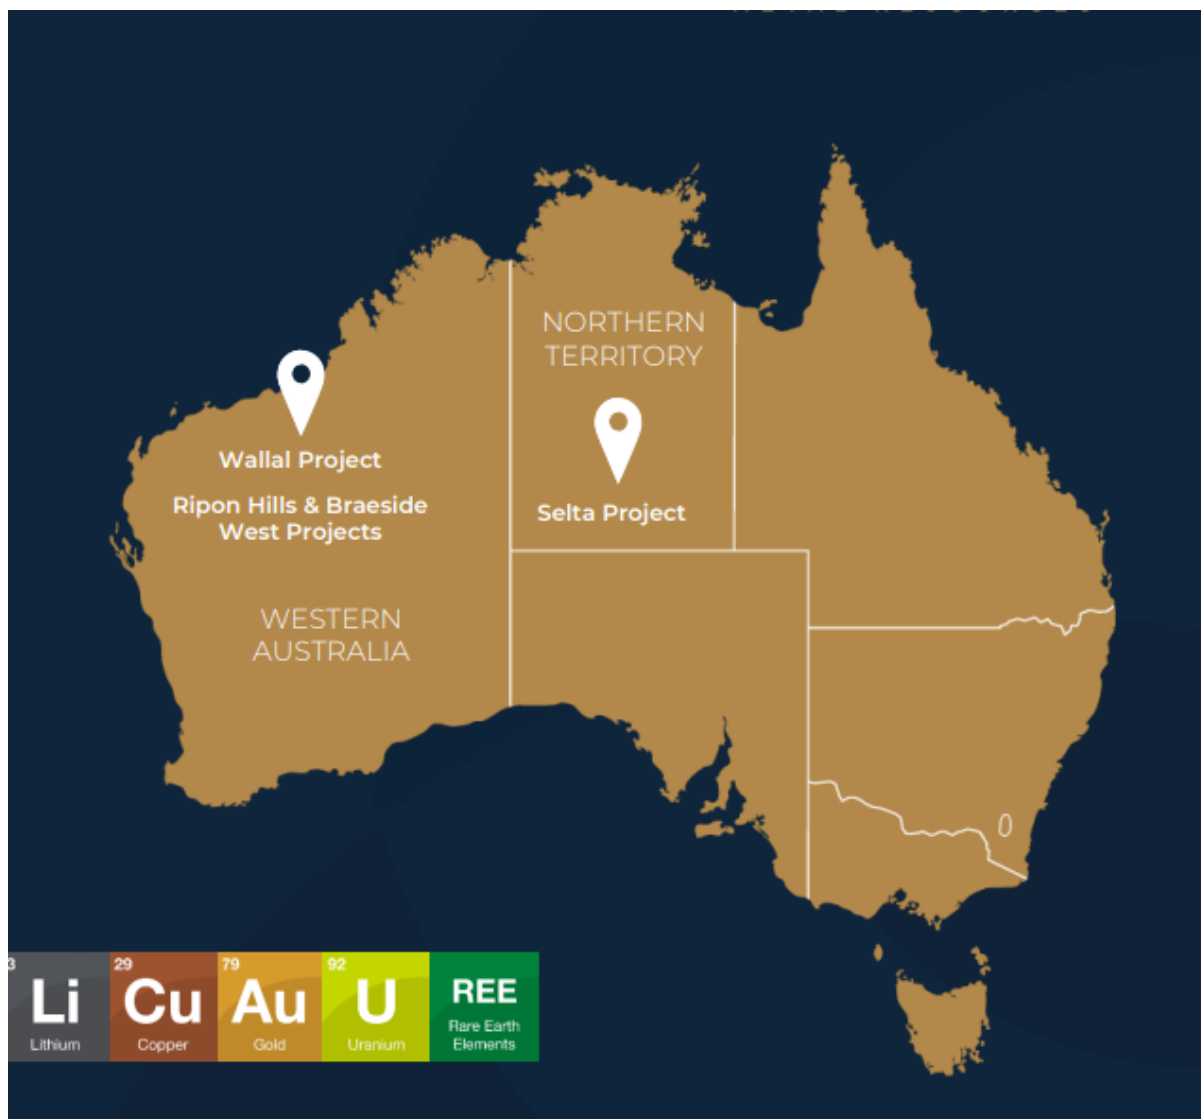 NORTHERN
TERRITORY
Wallal Project
Ripon Hills & Braeside
West Projects
Selta Project
WESTERN
AUSTRALIA
3
Li
Lithium
29
Cu
Copper
79
Au
Gold
92
U
Uranium
REE
Rare Earth
Elements